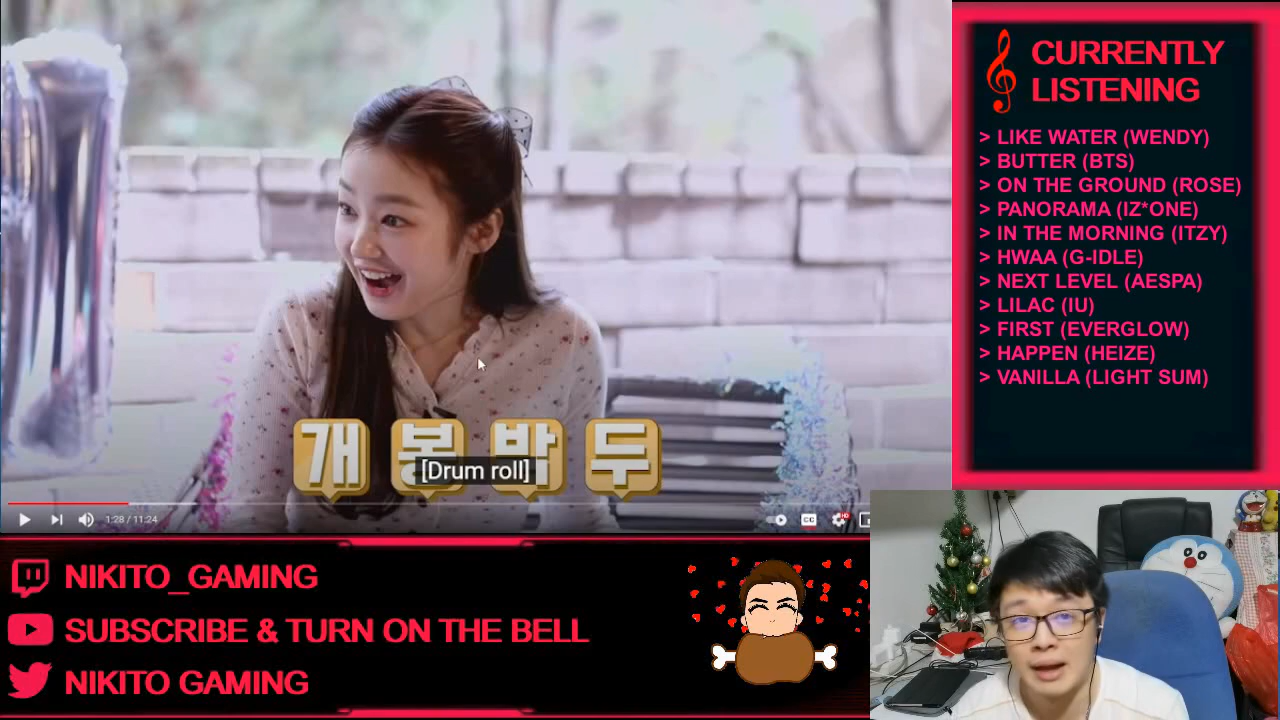 개봉박두
[Drum roll]
1:28 / 11:24
CC
HD
CURRENTLY
LISTENING
> LIKE WATER (WENDY)
> BUTTER (BTS)
> ON THE GROUND (ROSE)
> PANORAMA (IZ*ONE)
> IN THE MORNING (ITZY)
> HWAA (G-IDLE)
> NEXT LEVEL (AESPA)
> LILAC (IU)
> FIRST (EVERGLOW)
> HAPPEN (HEIZE)
> VANILLA (LIGHT SUM)
NIKITO_GAMING
SUBSCRIBE & TURN ON THE BELL
NIKITO GAMING